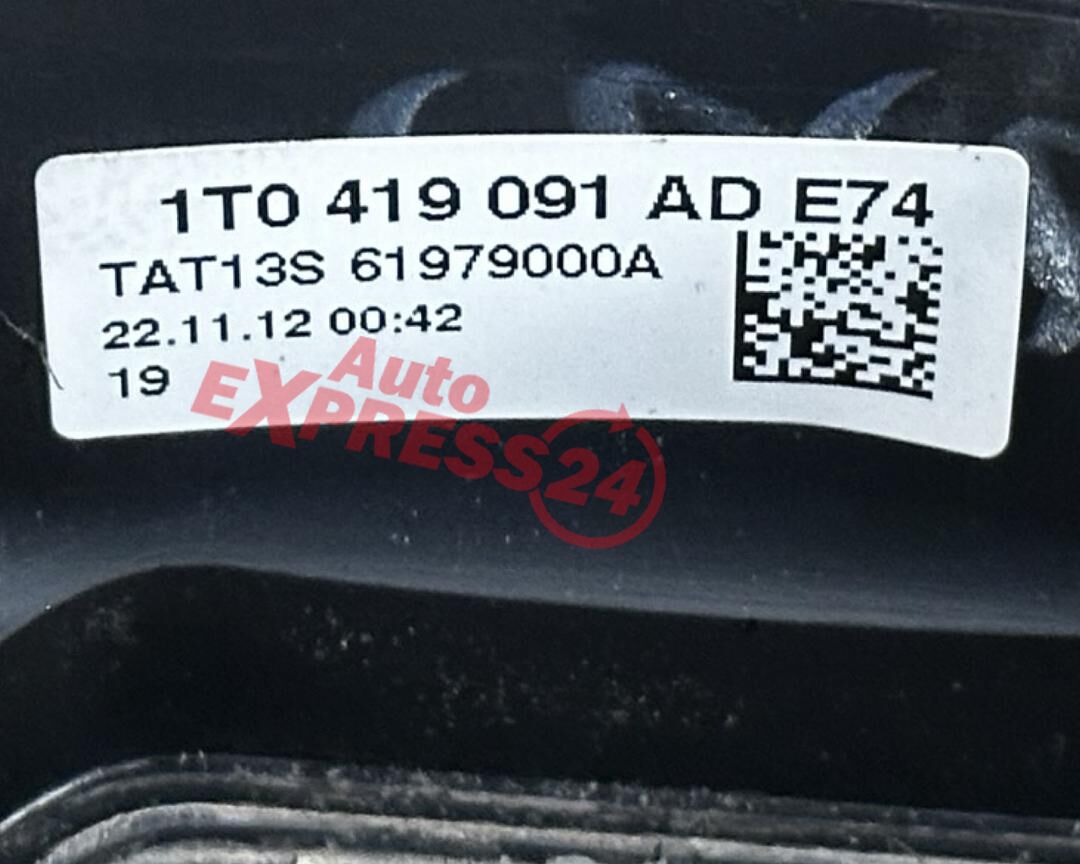 1T0 419 091 AD E74
TAT13S 61979000A
22.11.12 00:42
19
Auto
EXPRESS24